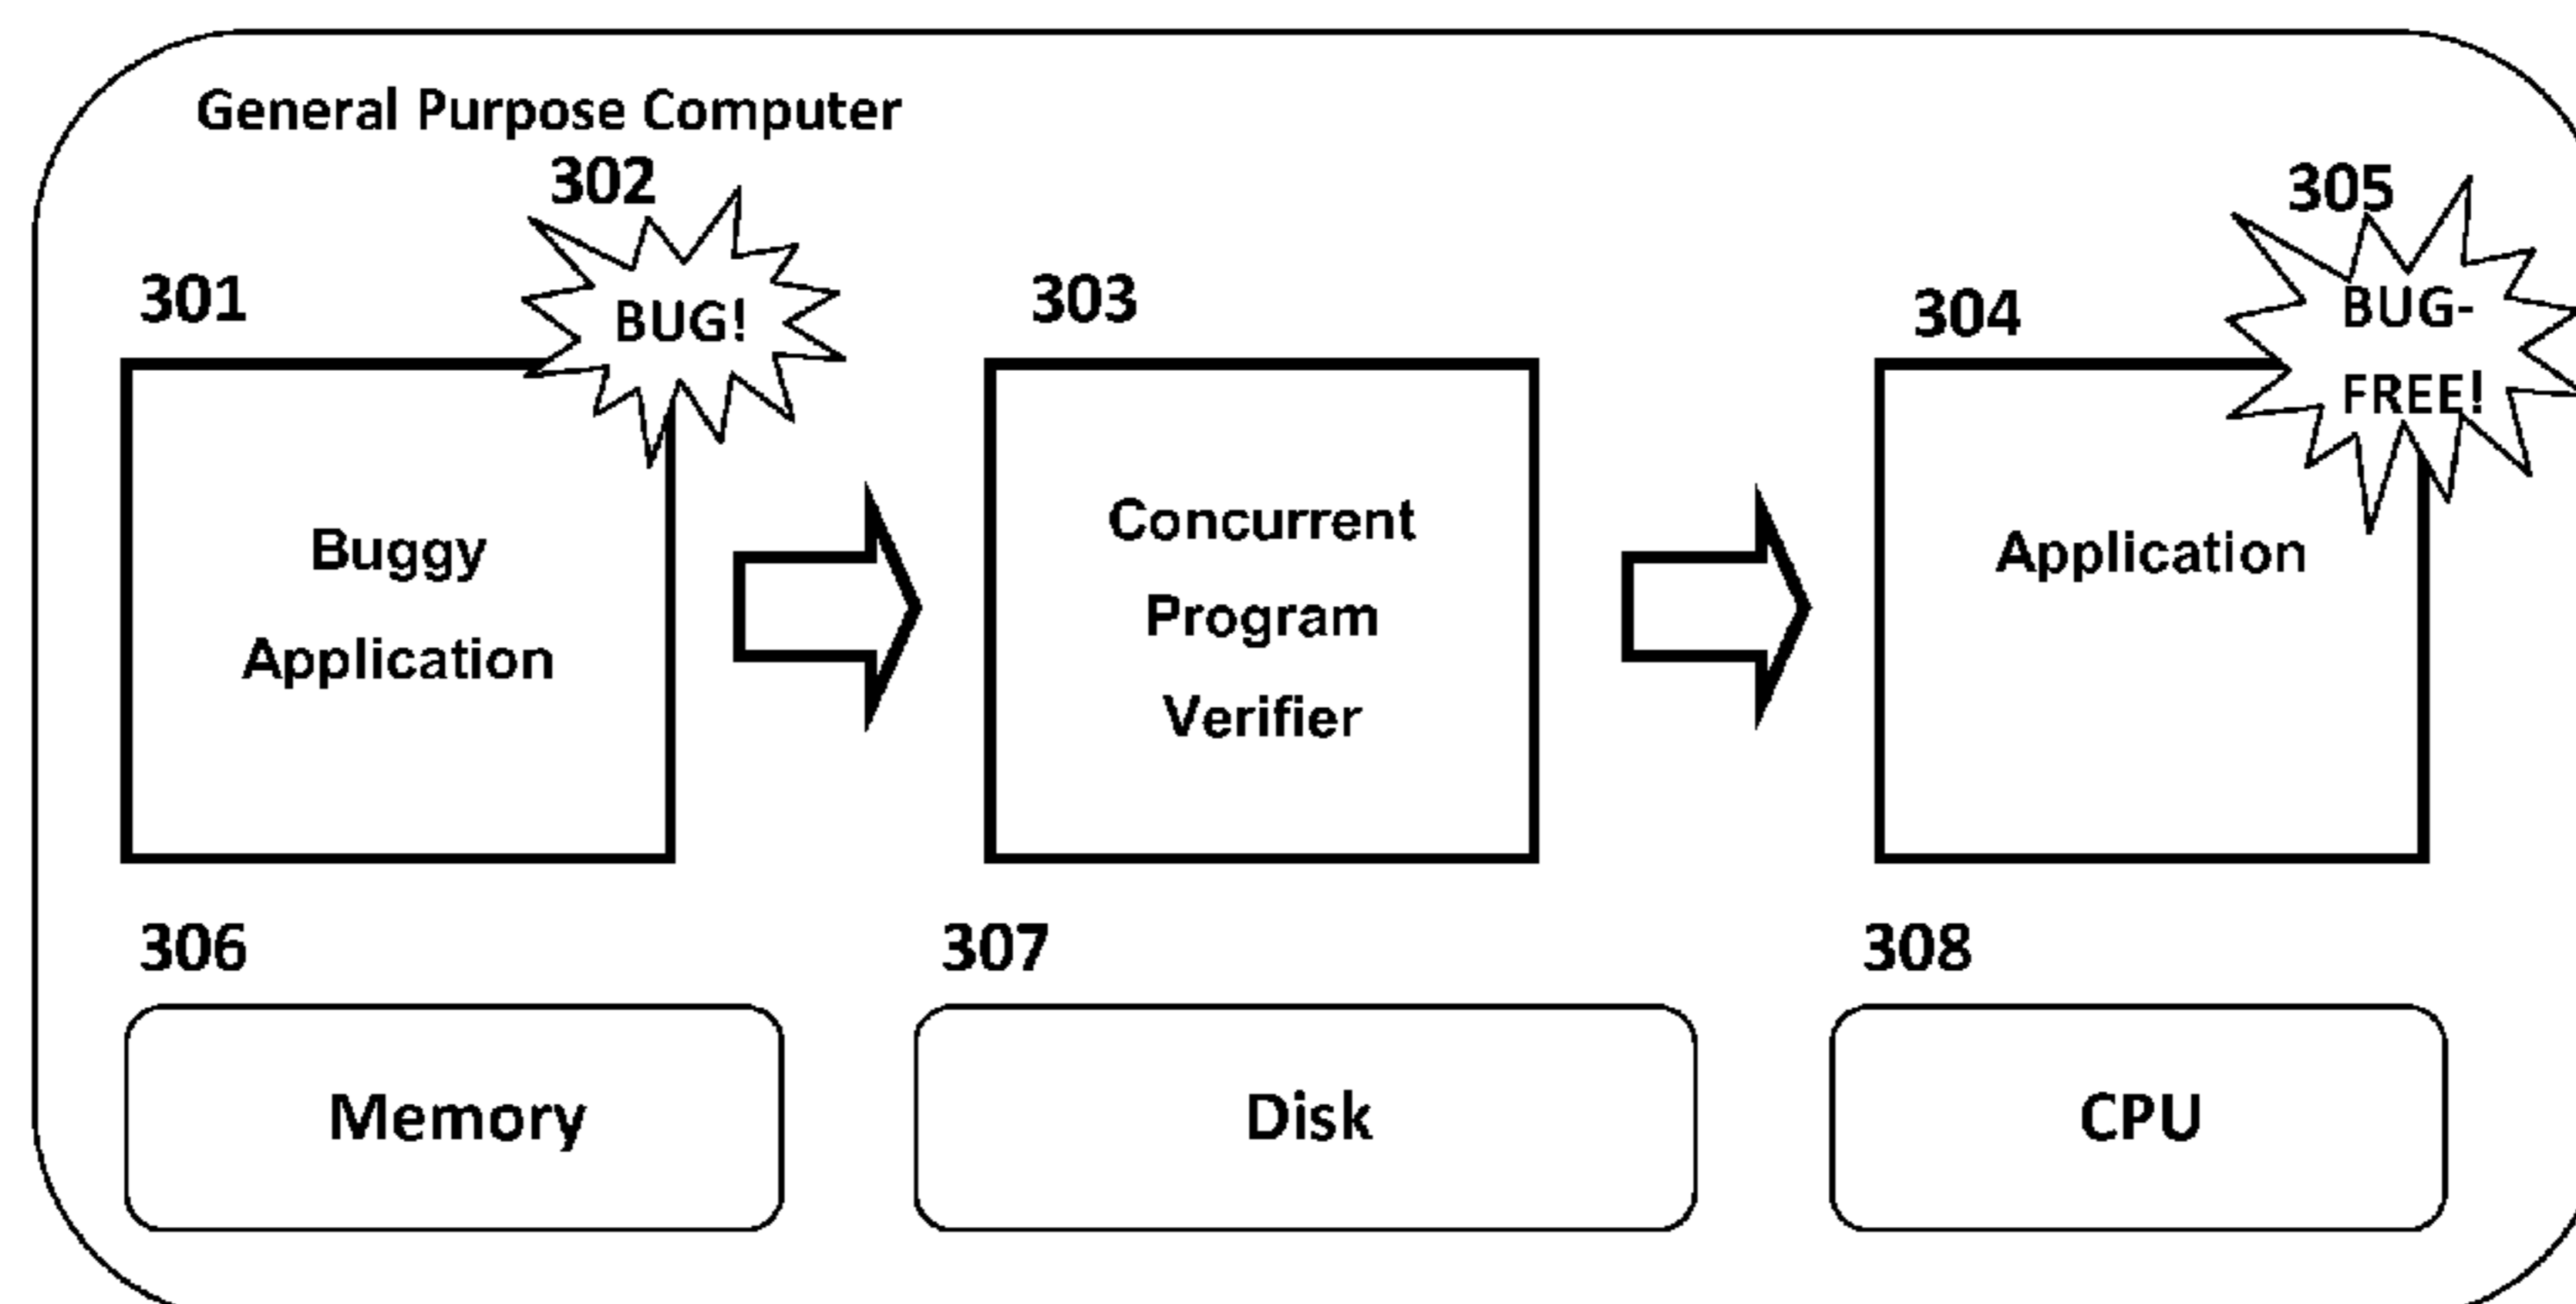 General Purpose Computer
302
305
301
BUG!
303
304
BUG-
FREE!
Buggy
Application
Concurrent
Program
Verifier
Application
306
307
308
Memory
Disk
CPU